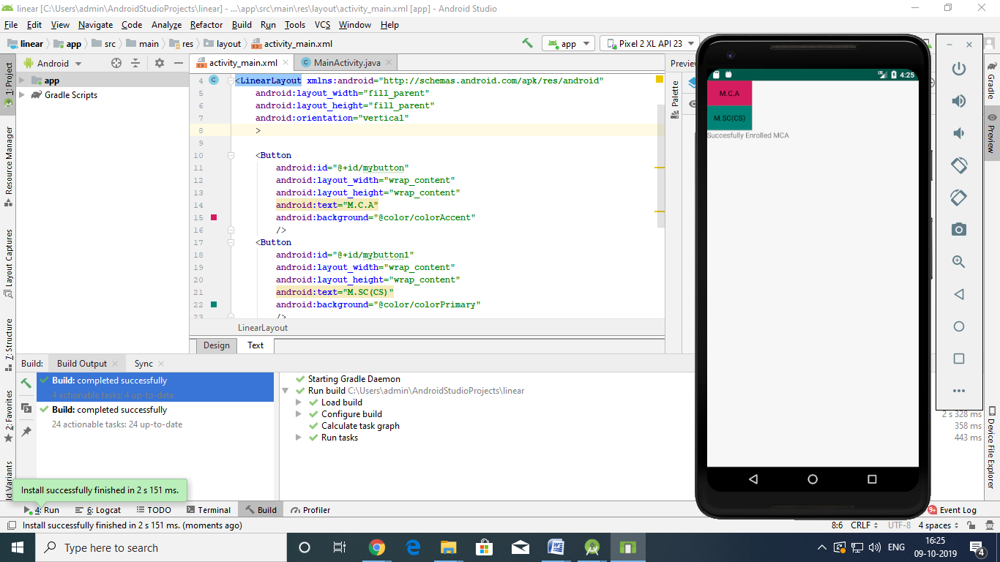 linear [C:\Users\admin\AndroidStudioProjects\linear] - ...\app\src\main\res\layout\activity_main.xml [app] - Android Studio
File Edit View Navigate Code Analyze Refactor Build Run Tools VCS Window Help
linear app src main res layout activity_main.xml app Pixel 2 XL API 23
Android activity_main.xml MainActivity.java Preview
1: Project
Resource Manager
Layout Captures
7: Structure
2: Favorites
app
Gradle Scripts
4 <LinearLayout xmlns:android="http://schemas.android.com/apk/res/android"
5 android:layout_width="fill_parent"
6 android:layout_height="fill_parent"
7 android:orientation="vertical"
8 >
9
10 <Button
11 android:id="@+id/mybutton"
12 android:layout_width="wrap_content"
13 android:layout_height="wrap_content"
14 android:text="M.C.A"
15 android:background="@color/colorAccent"
16 />
17 <Button
18 android:id="@+id/mybutton1"
19 android:layout_width="wrap_content"
20 android:layout_height="wrap_content"
21 android:text="M.SC(CS)"
22 android:background="@color/colorPrimary"
23 />
LinearLayout
Design Text
Palette
4:25
M.C.A
M.SC(CS)
Succesfully Enrolled MCA
Gradle
Preview
Device File Explorer
Build: Build Output Sync
Build: completed successfully
4 actionable tasks: 4 up-to-date
Build: completed successfully
24 actionable tasks: 24 up-to-date
Starting Gradle Daemon
Run build C:\Users\admin\AndroidStudioProjects\linear
Load build
Configure build
Calculate task graph
Run tasks
2 s 328 ms
358 ms
443 ms
ld Variants
Install successfully finished in 2 s 151 ms.
4: Run 6: Logcat TODO Terminal Build Profiler 9+ Event Log
Install successfully finished in 2 s 151 ms. (moments ago) 8:6 CRLF UTF-8 4 spaces
Type here to search ENG 16:25
09-10-2019 4